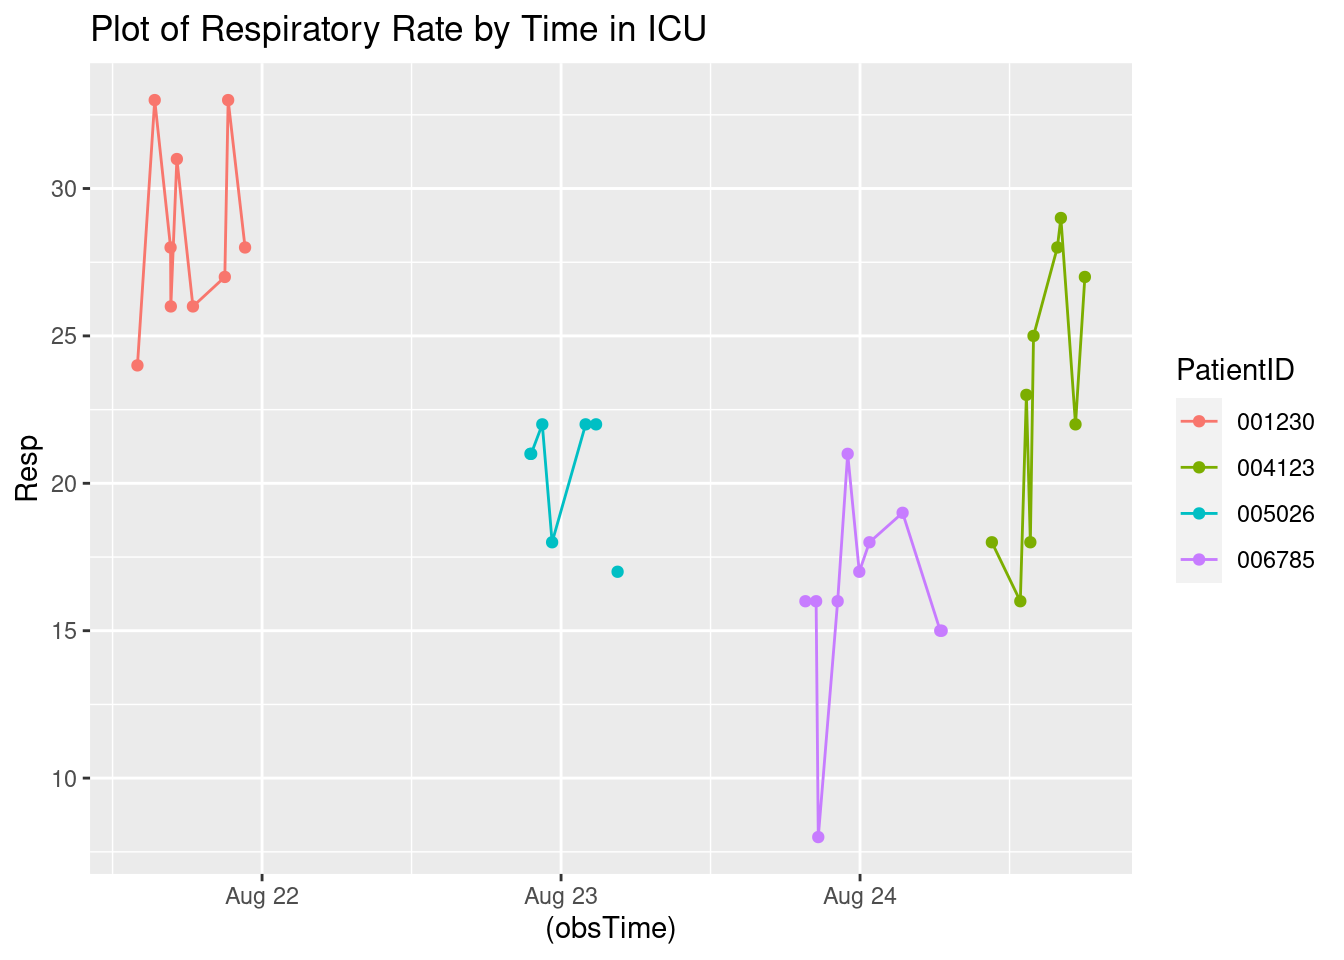 Plot of Respiratory Rate by Time in ICU
30
25
20
15
10
Resp
Aug 22
Aug 23
Aug 24
(obsTime)
PatientID
001230
004123
005026
006785